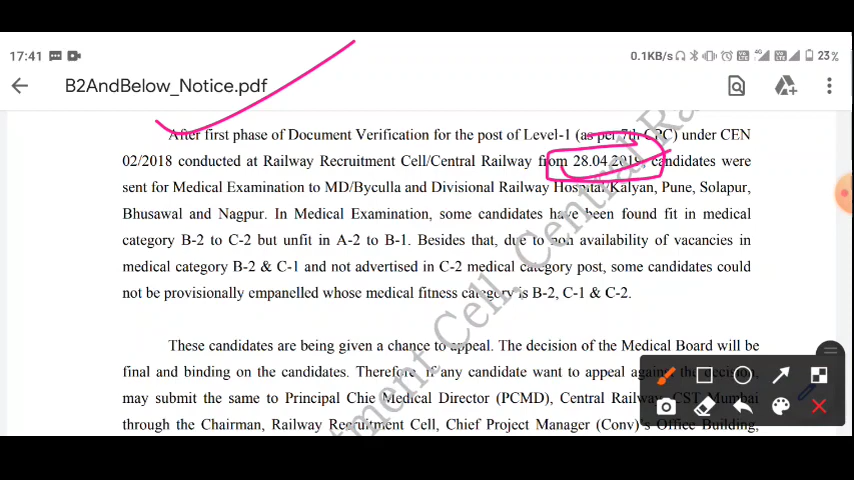 17:41 0.1KB/s 4G 23%
B2AndBelow_Notice.pdf
After first phase of Document Verification for the post of Level-1 (as per 7th CPC) under CEN
02/2018 conducted at Railway Recruitment Cell/Central Railway from 28.04.2019, candidates were
sent for Medical Examination to MD/Byculla and Divisional Railway Hospital/Kalyan, Pune, Solapur,
Bhusawal and Nagpur. In Medical Examination, some candidates have been found fit in medical
category B-2 to C-2 but unfit in A-2 to B-1. Besides that, due to non availability of vacancies in
medical category B-2 & C-1 and not advertised in C-2 medical category post, some candidates could
not be provisionally empanelled whose medical fitness category is B-2, C-1 & C-2.
These candidates are being given a chance to appeal. The decision of the Medical Board will be
final and binding on the candidates. Therefore, if any candidate want to appeal against the decision,
may submit the same to Principal Chie Medical Director (PCMD), Central Railway, CST Mumbai
through the Chairman, Railway Recruitment Cell, Chief Project Manager (Conv)'s Office Building,
tment Cell, Central Ra